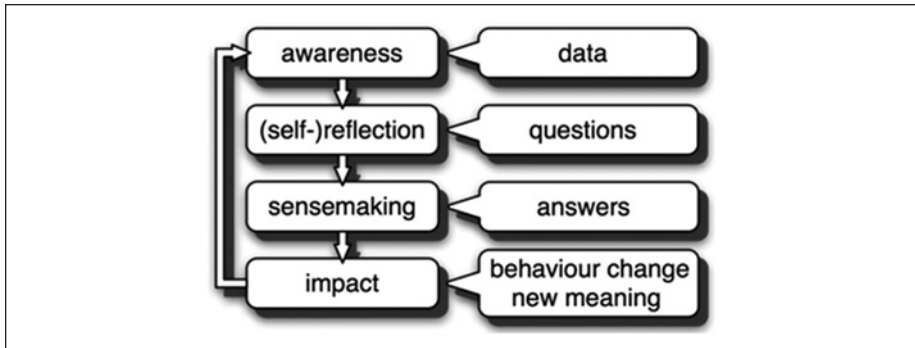 awareness
data
(self-)reflection
questions
sensemaking
answers
impact
behaviour change
new meaning